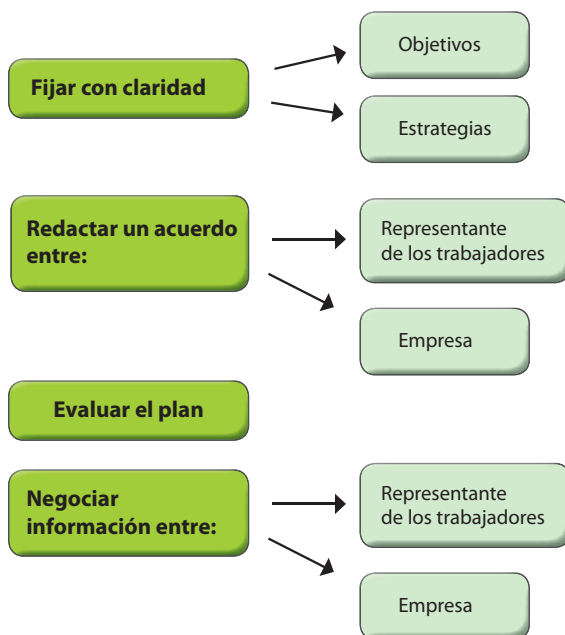 Fijar con claridad
Objetivos
Estrategias
Redactar un acuerdo
entre:
Representante
de los trabajadores
Empresa
Evaluar el plan
Negociar
información entre:
Representante
de los trabajadores
Empresa